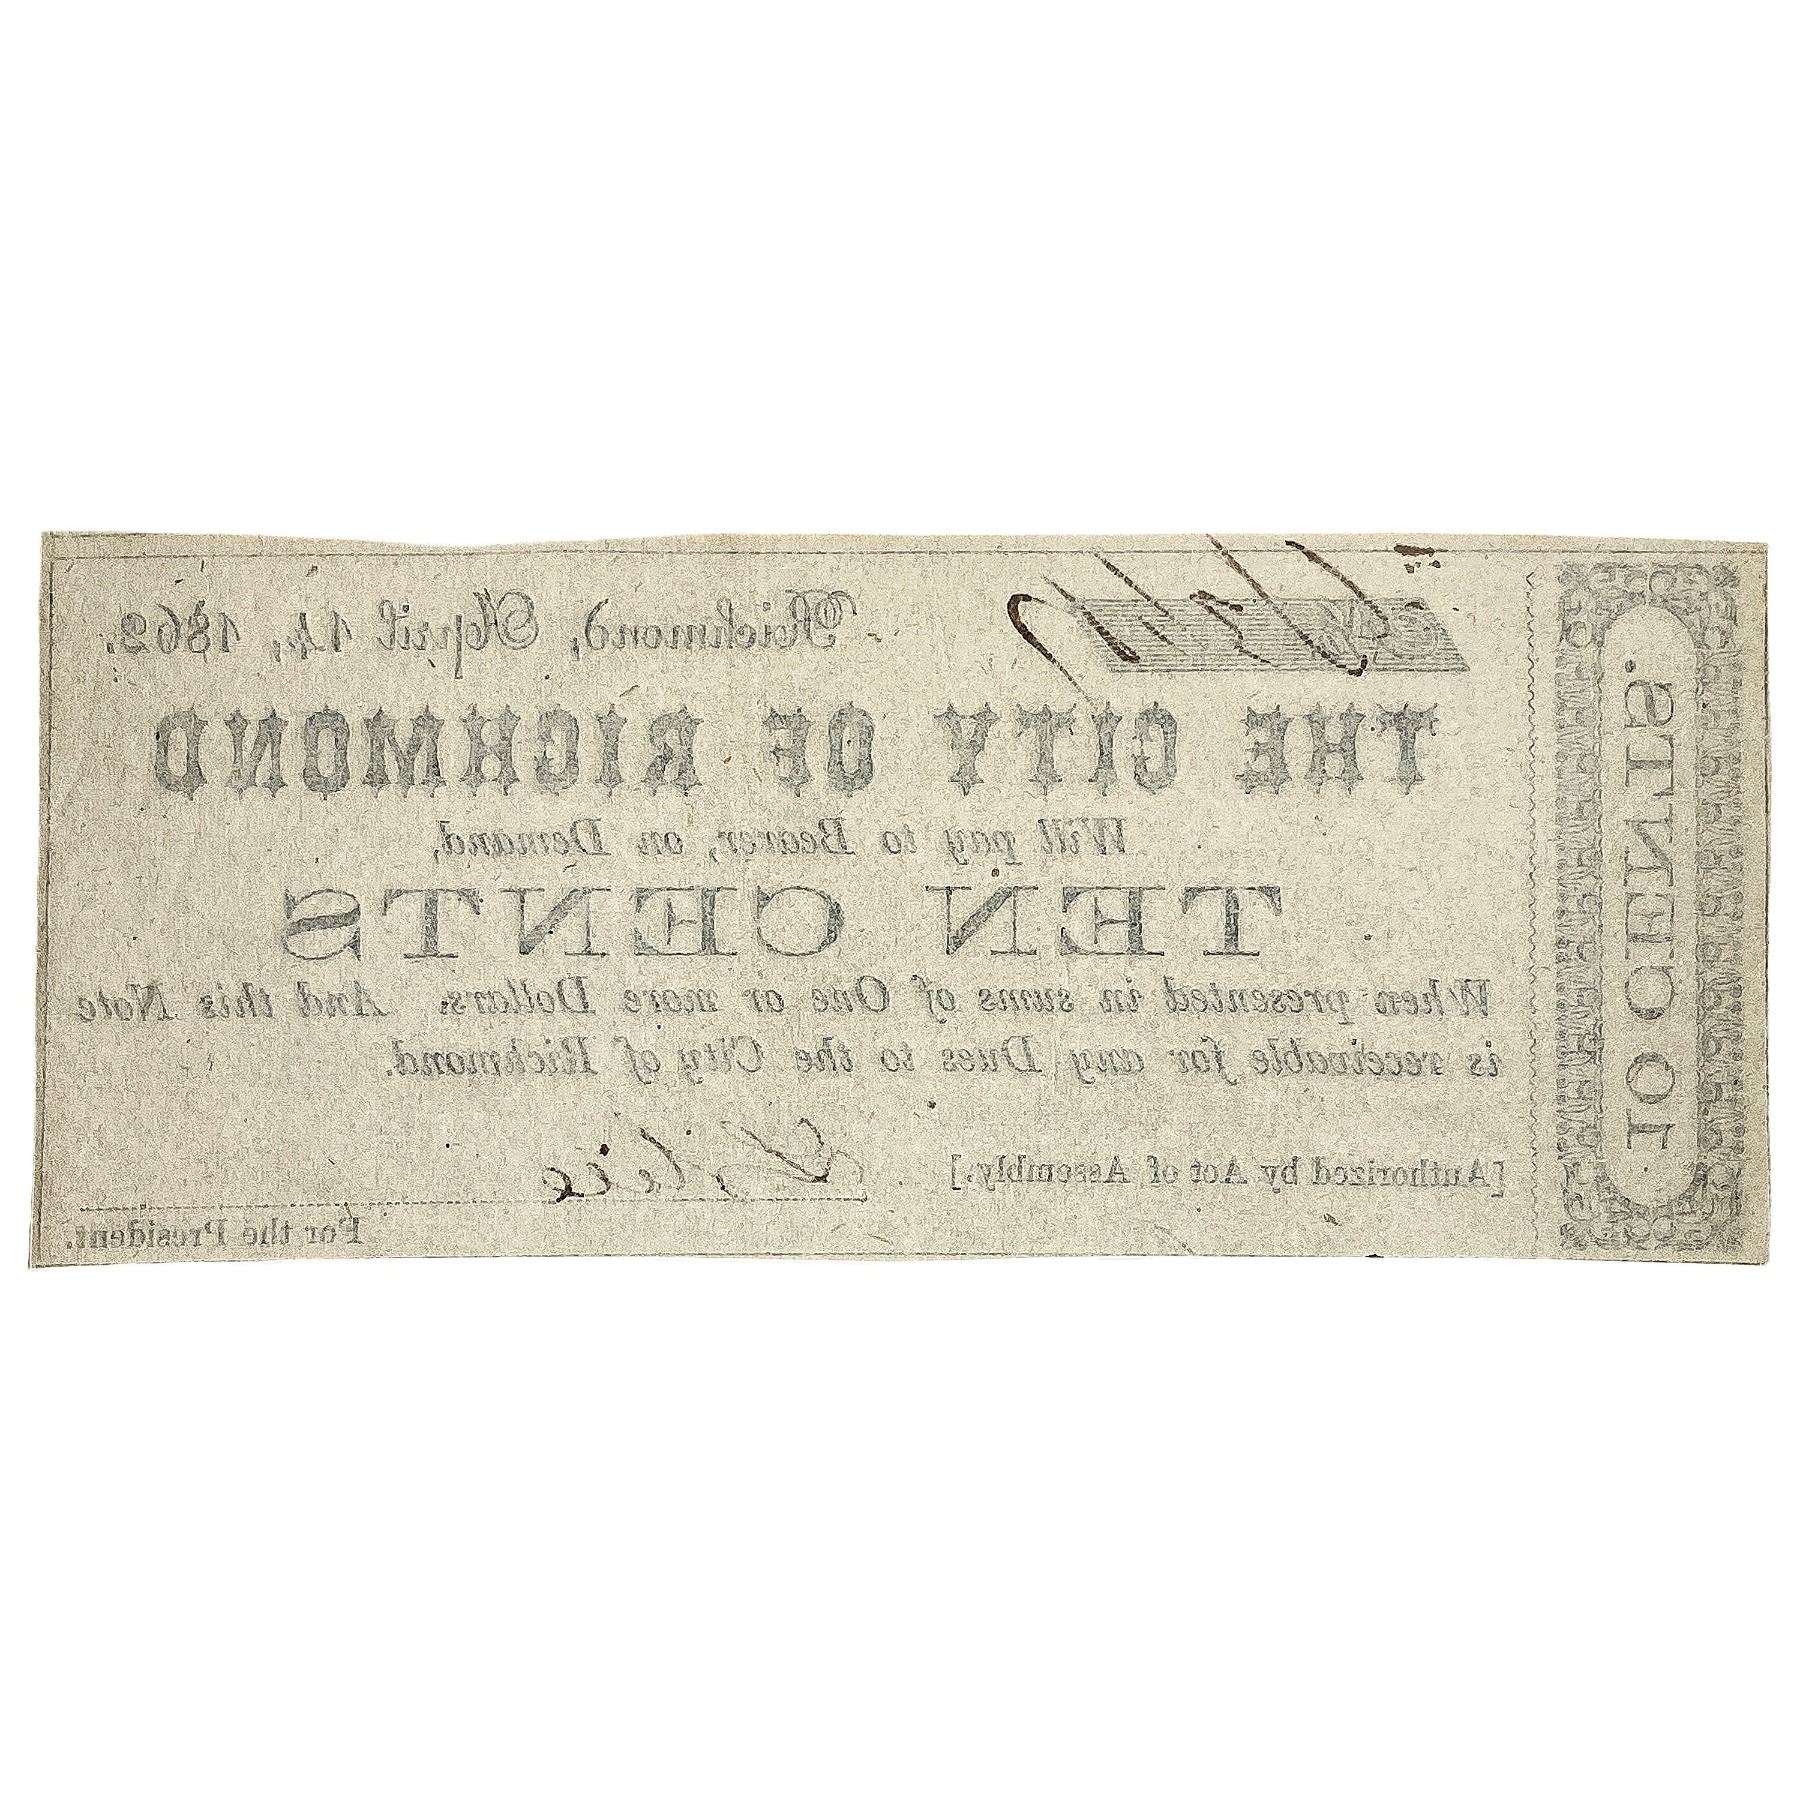 Richmond, April 14, 1862.
THE CITY OF RICHMOND
Will pay to Bearer, on Demand,
TEN CENTS
When presented in sums of One or more Dollars. And this Note
is receivable for any Dues to the City of Richmond.
[Authorized by Act of Assembly.]
For the President.
10 CENTS.